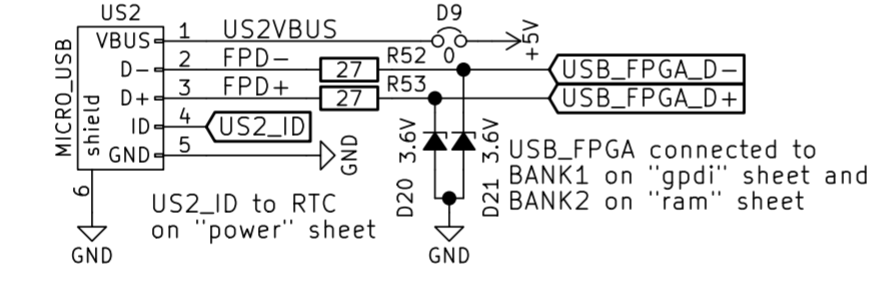 US2
D9
VBUS
1
US2VBUS
0
+5V
D-
2
FPD-
27
R52
USB_FPGA_D-
D+
3
FPD+
27
R53
USB_FPGA_D+
ID
4
US2_ID
GND
5
GND
MICRO_USB
shield
6
GND
US2_ID to RTC
on "power" sheet
D20 3.6V
D21 3.6V
GND
USB_FPGA connected to
BANK1 on "gpdi" sheet and
BANK2 on "ram" sheet